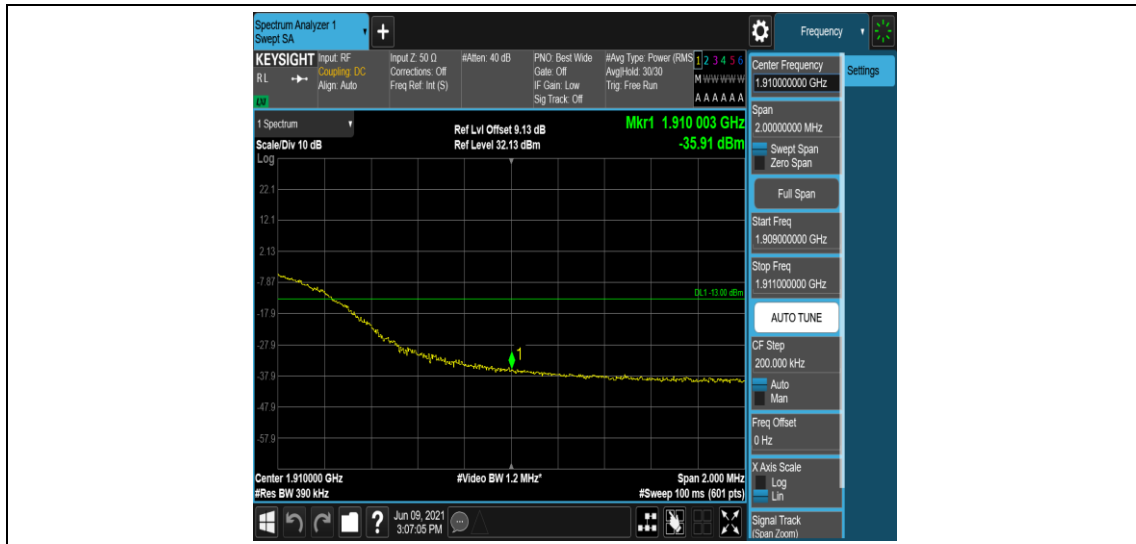 Spectrum Analyzer 1
Swept SA
+
Frequency
KEYSIGHT
RL
LXI
Input: RF
Coupling: DC
Align: Auto
Input Z: 50 Ω
Corrections: Off
Freq Ref: Int (S)
#Atten: 40 dB
PNO: Best Wide
Gate: Off
IF Gain: Low
Sig Track: Off
#Avg Type: Power (RMS
Avg|Hold: 30/30
Trig: Free Run
1 2 3 4 5 6
M W W W W W
A A A A A A
1 Spectrum
Scale/Div 10 dB
Ref Lvl Offset 9.13 dB
Ref Level 32.13 dBm
Mkr1 1.910 003 GHz
-35.91 dBm
Log
22.1
12.1
2.13
-7.87
DL1 -13.00 dBm
-17.9
-27.9
1
-37.9
-47.9
-57.9
Center 1.910000 GHz
#Res BW 390 kHz
#Video BW 1.2 MHz*
Span 2.000 MHz
#Sweep 100 ms (601 pts)
Center Frequency
1.910000000 GHz
Settings
Span
2.00000000 MHz
Swept Span
Zero Span
Full Span
Start Freq
1.909000000 GHz
Stop Freq
1.911000000 GHz
AUTO TUNE
CF Step
200.000 kHz
Auto
Man
Freq Offset
0 Hz
X Axis Scale
Log
Lin
Signal Track
(Span Zoom)
?
Jun 09, 2021
3:07:05 PM